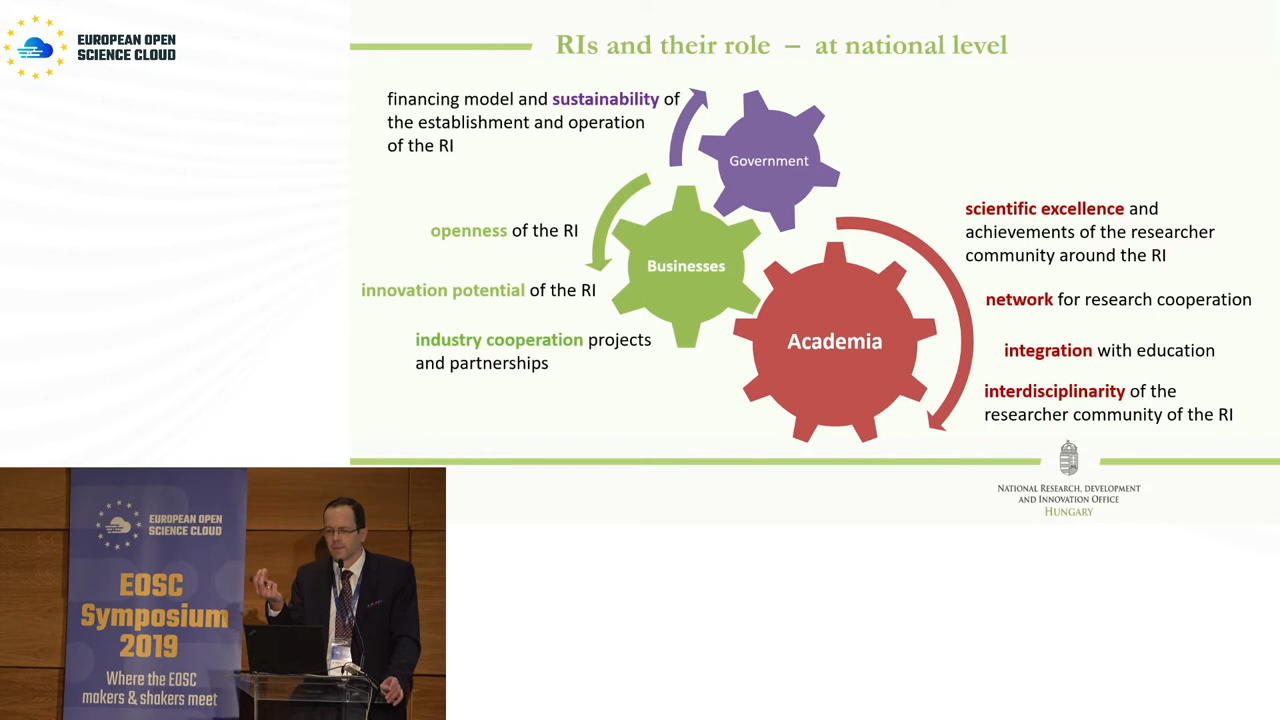 EUROPEAN OPEN
SCIENCE CLOUD
RIs and their role – at national level
financing model and sustainability of
the establishment and operation
of the RI
Government
openness of the RI
Businesses
innovation potential of the RI
industry cooperation projects
and partnerships
Academia
scientific excellence and
achievements of the researcher
community around the RI
network for research cooperation
integration with education
interdisciplinarity of the
researcher community of the RI
NATIONAL RESEARCH, DEVELOPMENT
AND INNOVATION OFFICE
HUNGARY
EUROPEAN OPEN
SCIENCE CLOUD
EOSC
Symposium
2019
Where the EOSC
makers & shakers meet